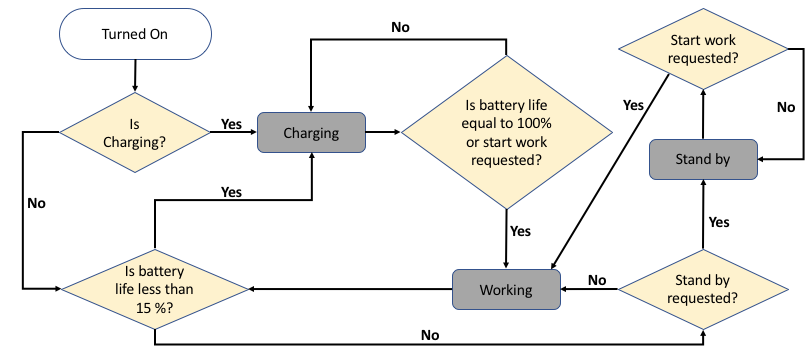 Turned On
Is
Charging?
Yes
No
Charging
No
Is battery life
equal to 100%
or start work
requested?
Yes
Start work
requested?
Yes
No
Stand by
Yes
Stand by
requested?
No
Working
Is battery
life less than
15 %?
Yes
No